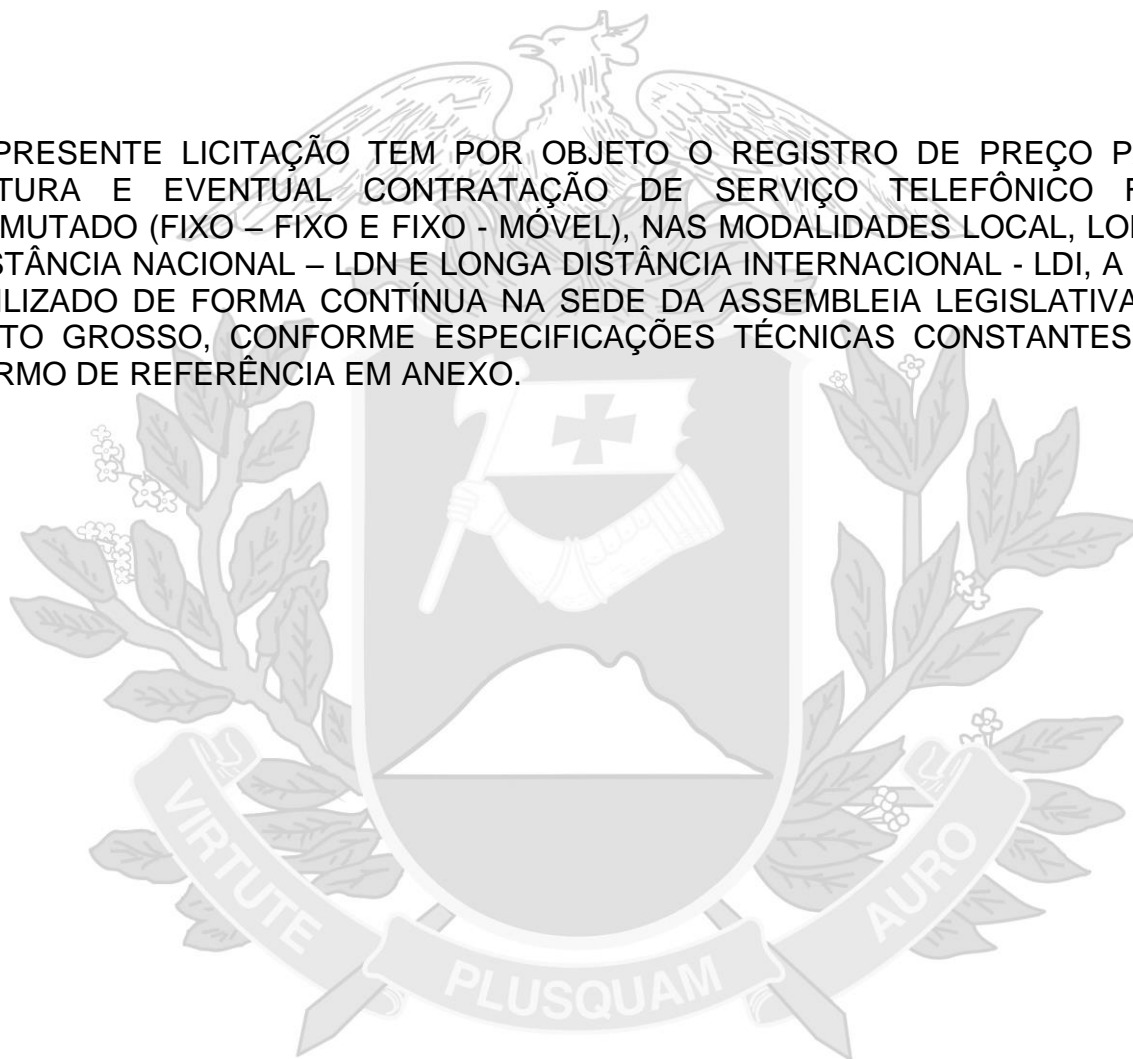 PRESENTE LICITAÇÃO TEM POR OBJETO O REGISTRO DE PREÇO P
TURA E EVENTUAL CONTRATAÇÃO DE SERVIÇO TELEFÔNICO
MUTADO (FIXO – FIXO E FIXO - MÓVEL), NAS MODALIDADES LOCAL, LO
STÂNCIA NACIONAL – LDN E LONGA DISTÂNCIA INTERNACIONAL - LDI, A
ILIZADO DE FORMA CONTÍNUA NA SEDE DA ASSEMBLEIA LEGISLATIVA
TO GROSSO, CONFORME ESPECIFICAÇÕES TÉCNICAS CONSTANTES
RMO DE REFERÊNCIA EM ANEXO.
VIRTUTE
PLUSQUAM
AURO